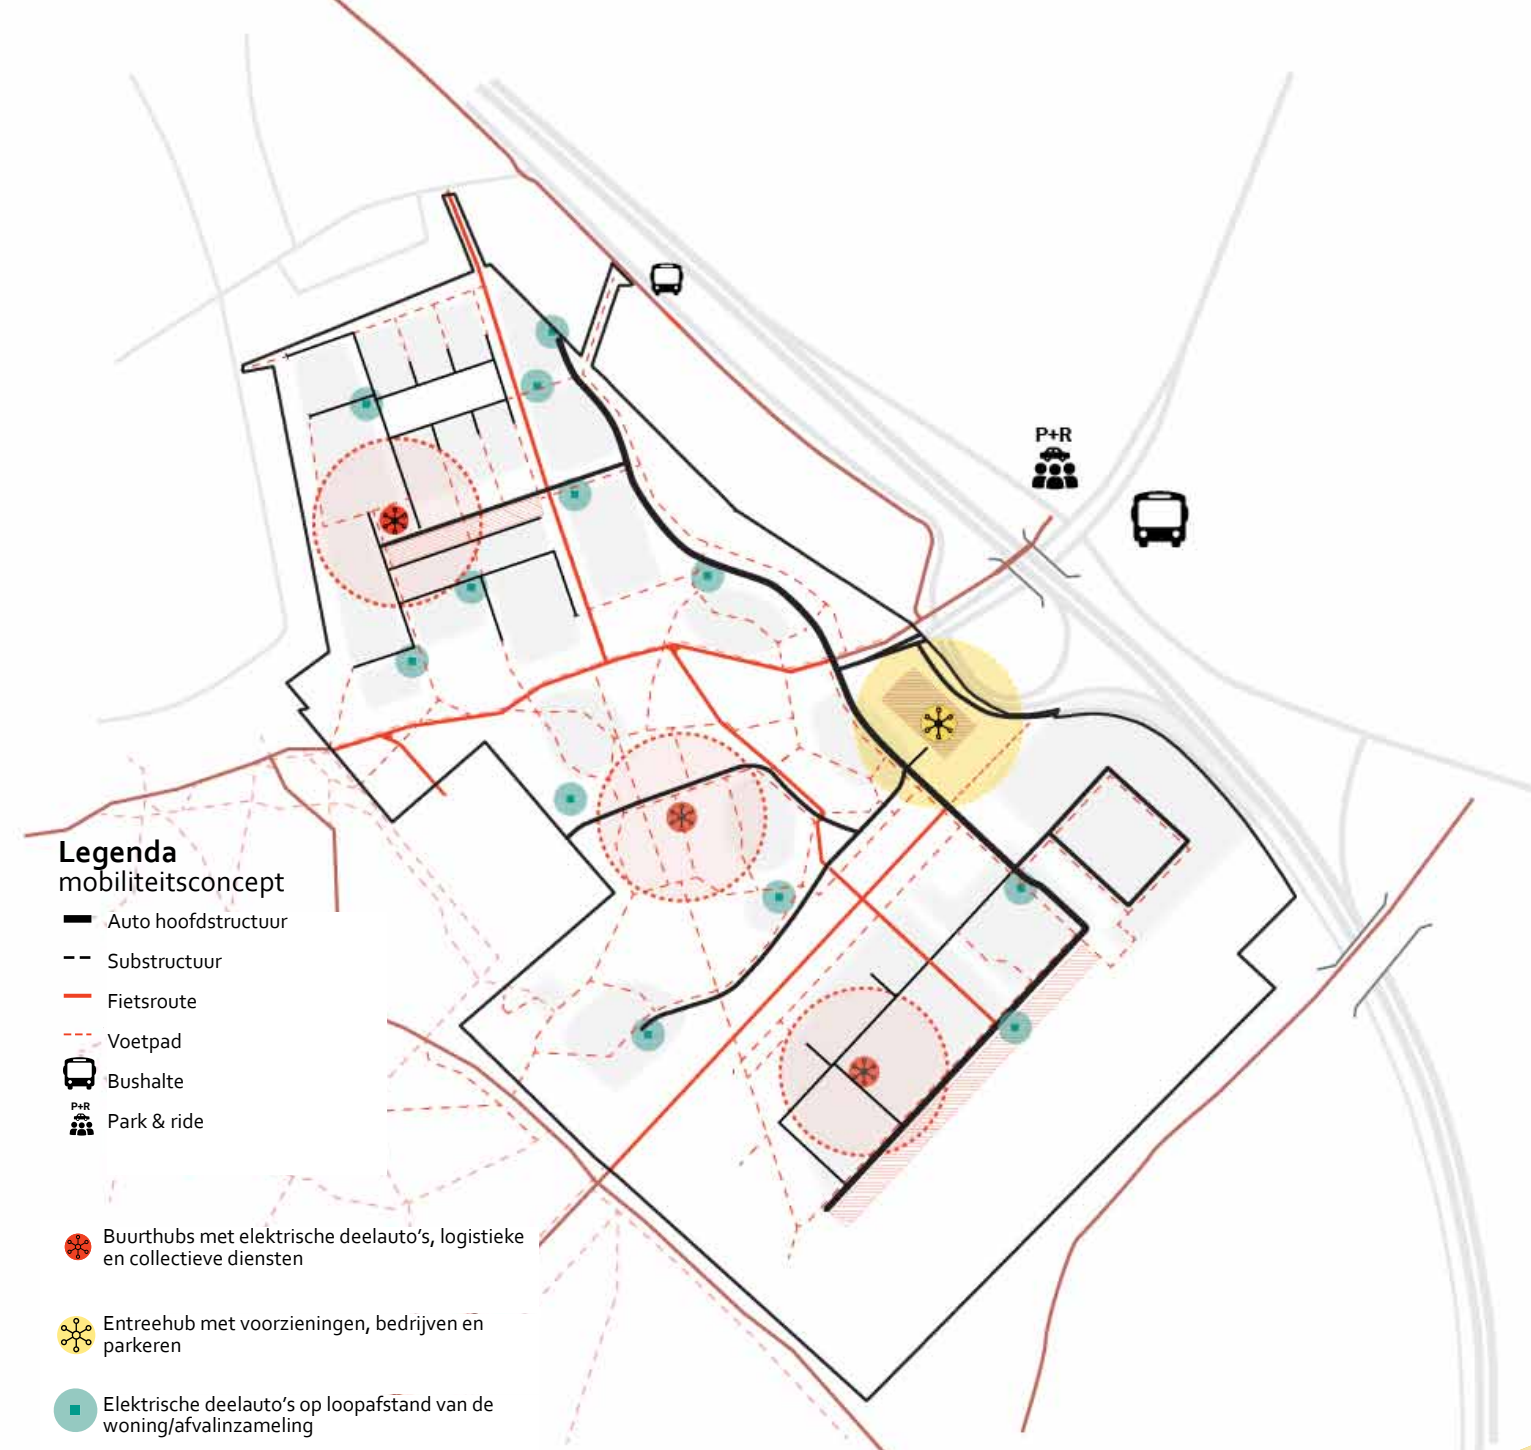 P+R
Legenda
mobiliteitsconcept
Auto hoofdstructuur
Substructuur
Fietsroute
Voetpad
Bushalte
P+R
Park & ride
Buurthubs met elektrische deelauto's, logistieke
en collectieve diensten
Entreehub met voorzieningen, bedrijven en
parkeren
Elektrische deelauto's op loopafstand van de
woning/afvalinzameling